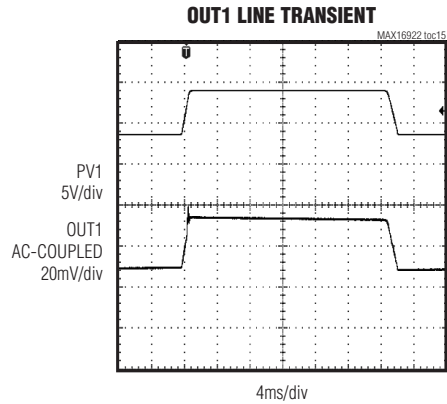 OUT1 LINE TRANSIENT
MAX16922 toc15
T
PV1
5V/div
OUT1
AC-COUPLED
20mV/div
4ms/div